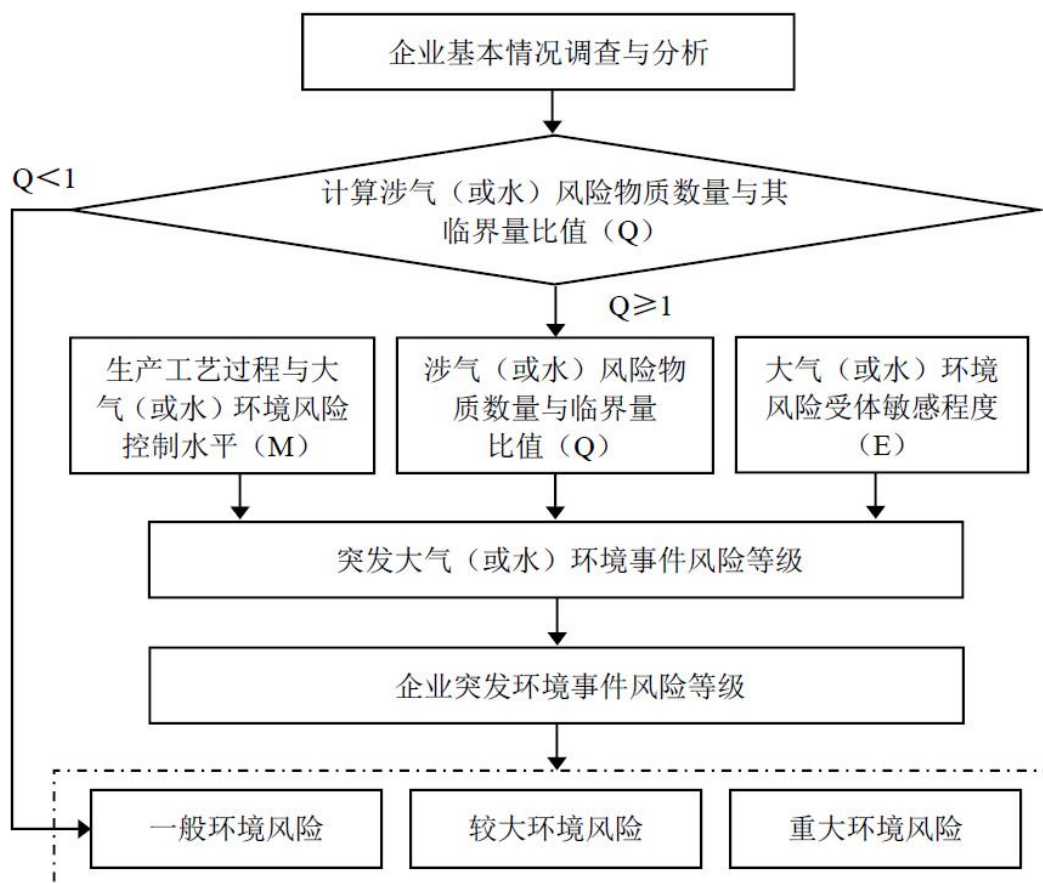 企业基本情况调查与分析
Q＜1
计算涉气（或水）风险物质数量与其
临界量比值（Q）
Q≥1
生产工艺过程与大
气（或水）环境风险
控制水平（M）
涉气（或水）风险物
质数量与临界量
比值（Q）
大气（或水）环境
风险受体敏感程度
（E）
突发大气（或水）环境事件风险等级
企业突发环境事件风险等级
一般环境风险
较大环境风险
重大环境风险